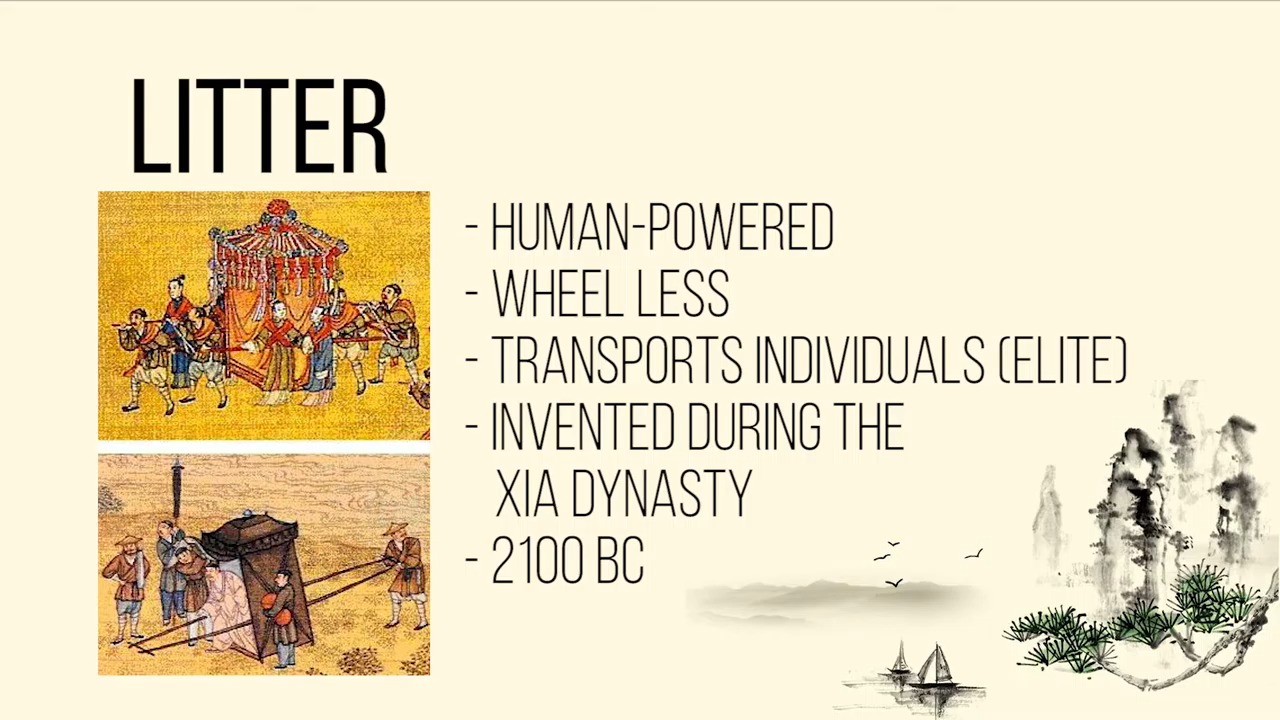 LITTER
- HUMAN-POWERED
- WHEEL LESS
- TRANSPORTS INDIVIDUALS (ELITE)
- INVENTED DURING THE
XIA DYNASTY
- 2100 BC